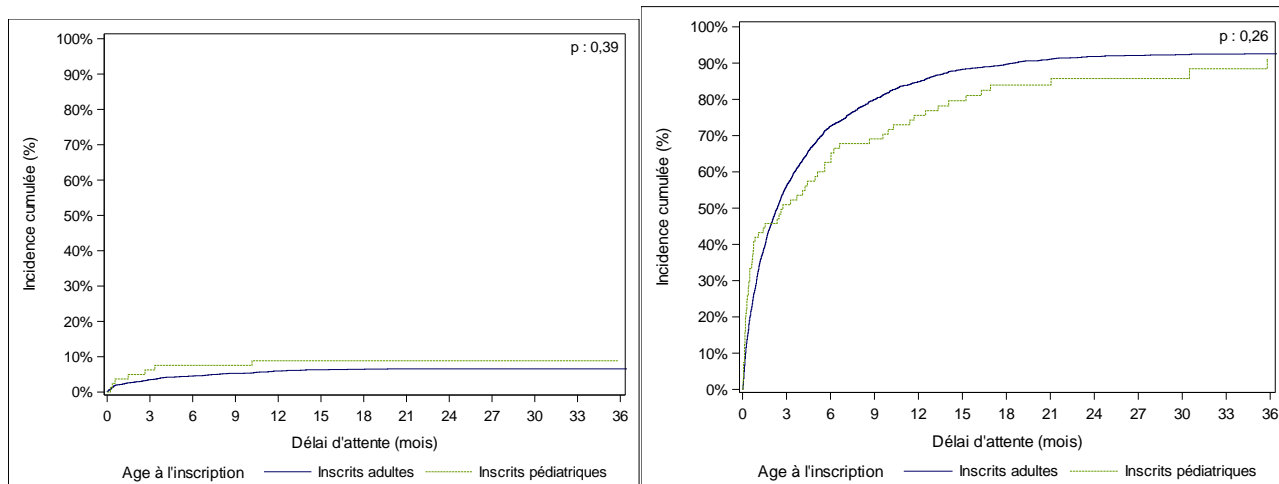 p : 0,39
Incidence cumulée (%)
100%
90%
80%
70%
60%
50%
40%
30%
20%
10%
0%
0 3 6 9 12 15 18 21 24 27 30 33 36
Délai d'attente (mois)
Age à l'inscription Inscrits adultes Inscrits pédiatriques
p : 0,26
Incidence cumulée (%)
100%
90%
80%
70%
60%
50%
40%
30%
20%
10%
0%
0 3 6 9 12 15 18 21 24 27 30 33 36
Délai d'attente (mois)
Age à l'inscription Inscrits adultes Inscrits pédiatriques